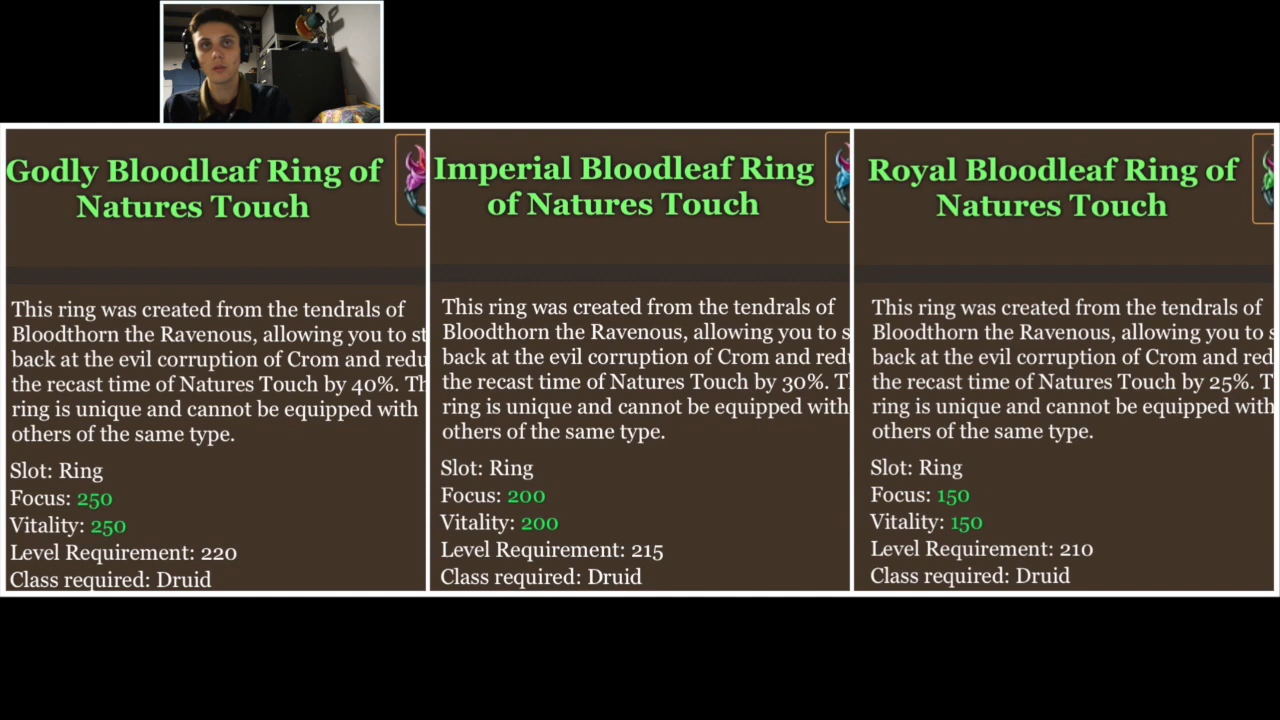 Godly Bloodleaf Ring of
Natures Touch
This ring was created from the tendrals of
Bloodthorn the Ravenous, allowing you to st
back at the evil corruption of Crom and redu
the recast time of Natures Touch by 40%. Th
ring is unique and cannot be equipped with
others of the same type.
Slot: Ring
Focus: 250
Vitality: 250
Level Requirement: 220
Class required: Druid
Imperial Bloodleaf Ring
of Natures Touch
This ring was created from the tendrals of
Bloodthorn the Ravenous, allowing you to s
back at the evil corruption of Crom and red
the recast time of Natures Touch by 30%. T
ring is unique and cannot be equipped with
others of the same type.
Slot: Ring
Focus: 200
Vitality: 200
Level Requirement: 215
Class required: Druid
Royal Bloodleaf Ring of
Natures Touch
This ring was created from the tendrals of
Bloodthorn the Ravenous, allowing you to s
back at the evil corruption of Crom and red
the recast time of Natures Touch by 25%. T
ring is unique and cannot be equipped with
others of the same type.
Slot: Ring
Focus: 150
Vitality: 150
Level Requirement: 210
Class required: Druid